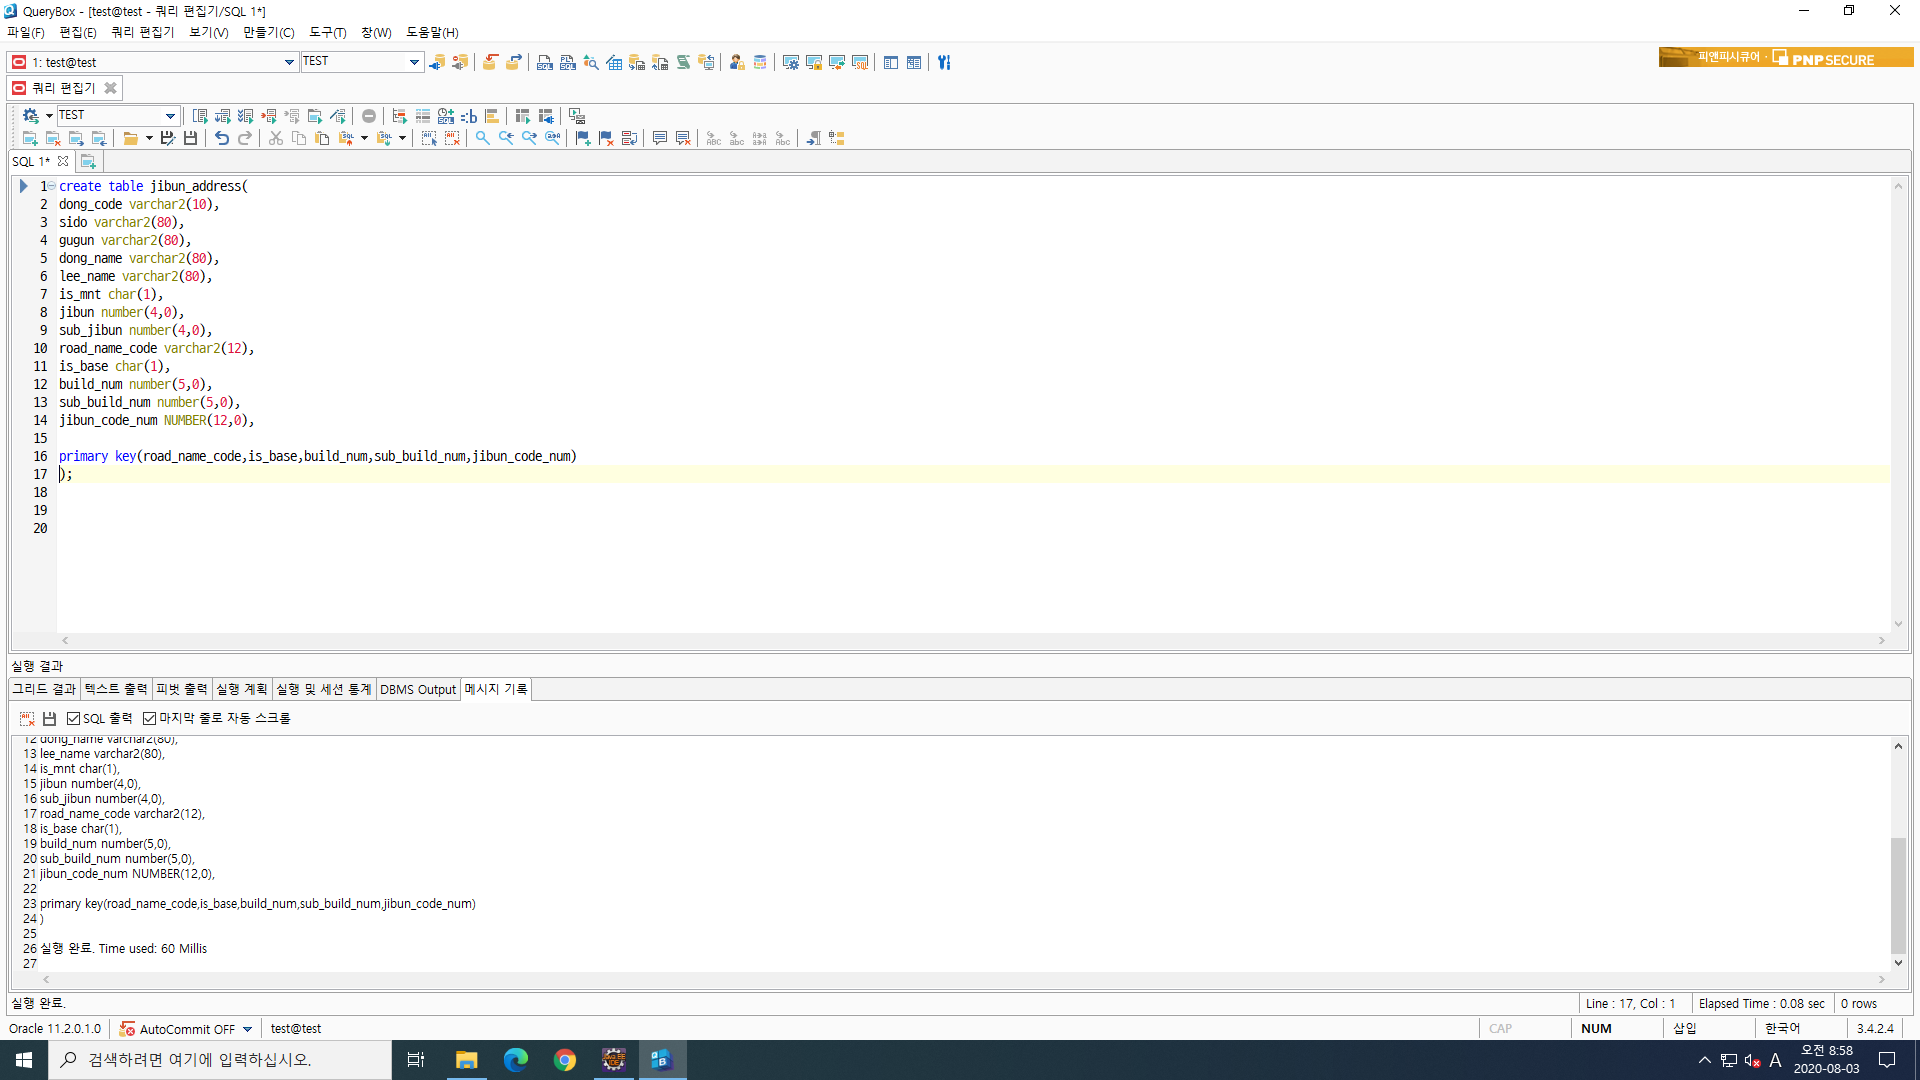 QueryBox - [test@test - 쿼리 편집기/SQL 1*]
파일(F) 편집(E) 쿼리 편집기 보기(V) 만들기(C) 도구(T) 창(W) 도움말(H)
1: test@test TEST 피앤피시큐어 · PNP SECURE
쿼리 편집기
TEST
SQL 1*
1 create table jibun_address(
2 dong_code varchar2(10),
3 sido varchar2(80),
4 gugun varchar2(80),
5 dong_name varchar2(80),
6 lee_name varchar2(80),
7 is_mnt char(1),
8 jibun number(4,0),
9 sub_jibun number(4,0),
10 road_name_code varchar2(12),
11 is_base char(1),
12 build_num number(5,0),
13 sub_build_num number(5,0),
14 jibun_code_num NUMBER(12,0),
15
16 primary key(road_name_code,is_base,build_num,sub_build_num,jibun_code_num)
17 );
18
19
20
실행 결과
그리드 결과 텍스트 출력 피벗 출력 실행 계획 실행 및 세션 통계 DBMS Output 메시지 기록
SQL 출력 마지막 줄로 자동 스크롤
12 dong_name varchar2(80),
13 lee_name varchar2(80),
14 is_mnt char(1),
15 jibun number(4,0),
16 sub_jibun number(4,0),
17 road_name_code varchar2(12),
18 is_base char(1),
19 build_num number(5,0),
20 sub_build_num number(5,0),
21 jibun_code_num NUMBER(12,0),
22
23 primary key(road_name_code,is_base,build_num,sub_build_num,jibun_code_num)
24 )
25
26 실행 완료. Time used: 60 Millis
27
실행 완료. Line : 17, Col : 1 Elapsed Time : 0.08 sec 0 rows
Oracle 11.2.0.1.0 AutoCommit OFF test@test CAP NUM 삽입 한국어 3.4.2.4
검색하려면 여기에 입력하십시오. A 오전 8:58
2020-08-03